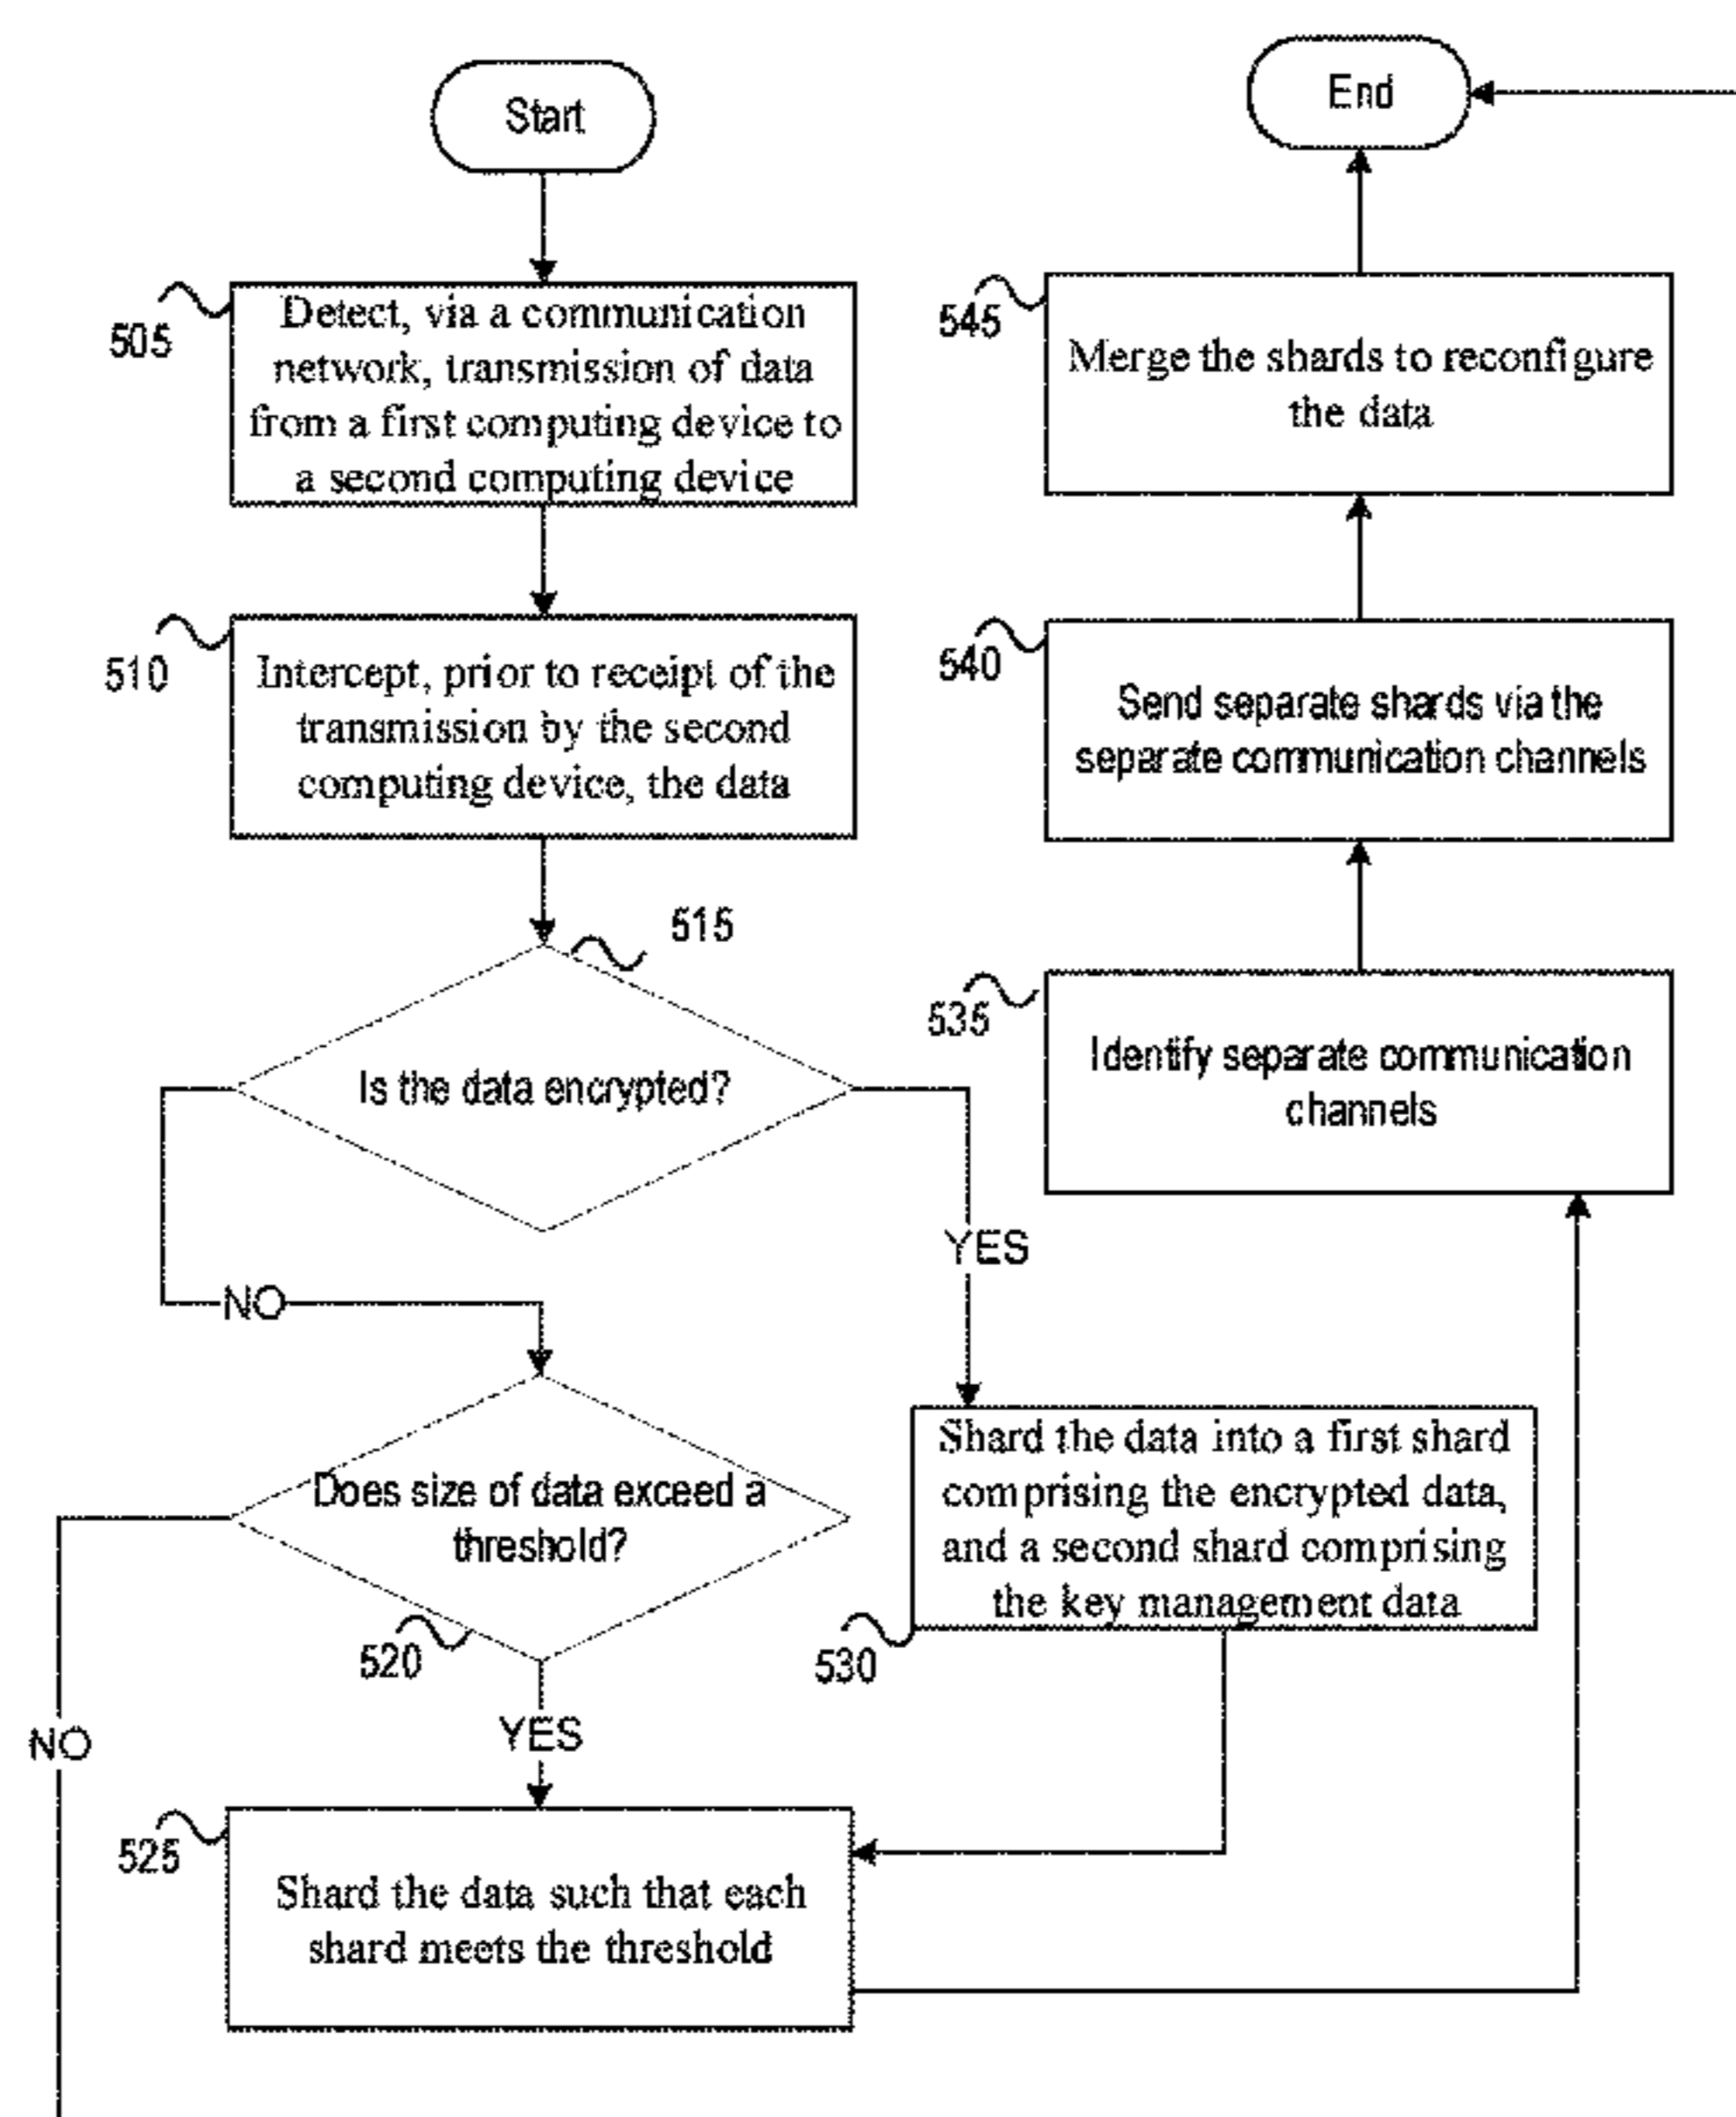 Start
505
Detect, via a communication
network, transmission of data
from a first computing device to
a second computing device
510
Intercept, prior to receipt of the
transmission by the second
computing device, the data
515
Is the data encrypted?
NO
YES
Does size of data exceed a
threshold?
520
NO
YES
525
Shard the data such that each
shard meets the threshold
530
Shard the data into a first shard
comprising the encrypted data,
and a second shard comprising
the key management data
535
Identify separate communication
channels
540
Send separate shards via the
separate communication channels
545
Merge the shards to reconfigure
the data
End